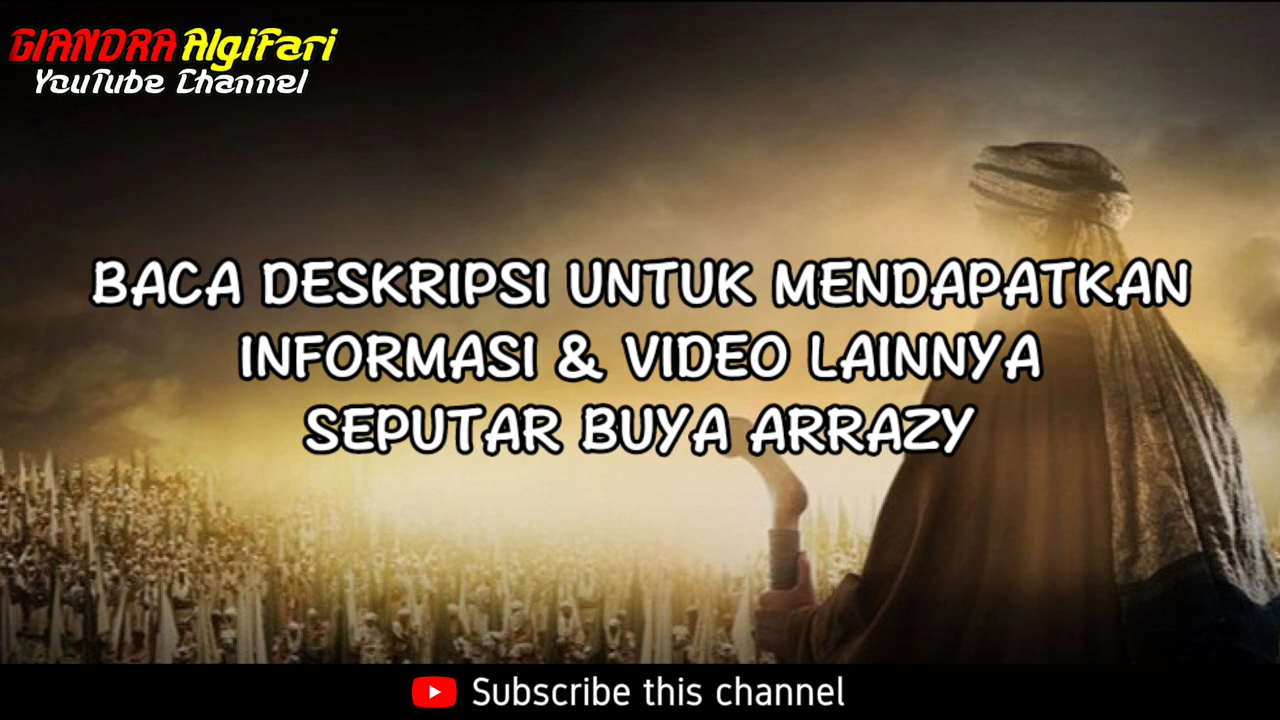 GIANDRA AlgiFari
YouTube Channel
BACA DESKRIPSI UNTUK MENDAPATKAN
INFORMASI & VIDEO LAINNYA
SEPUTAR BUYA ARRAZY
Subscribe this channel